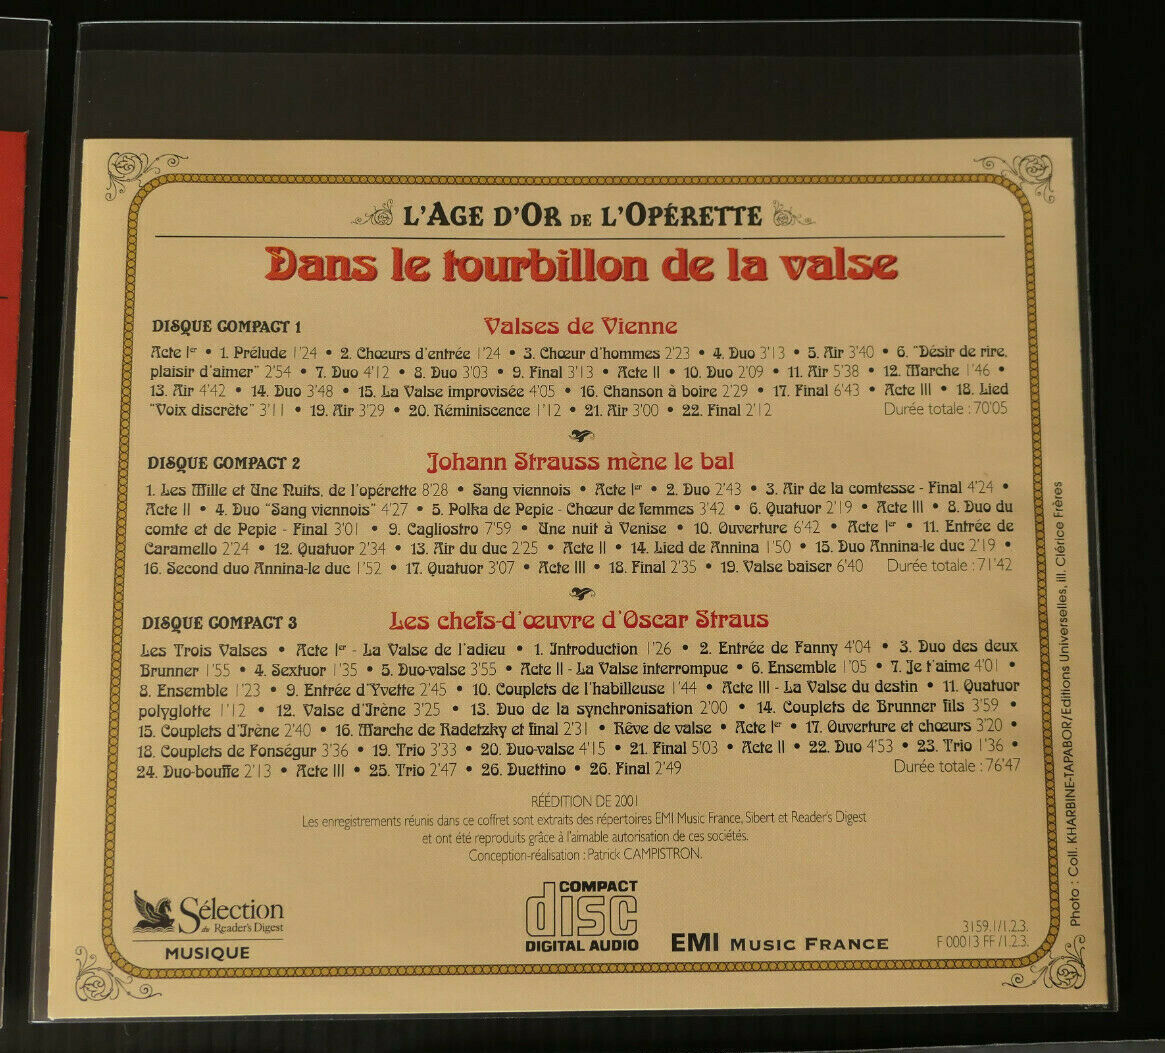 L'AGE D'OR DE L'OPÉRETTE
Dans le tourbillon de la valse
DISQUE COMPACT 1
Valses de Vienne
Acte Ier • 1. Prélude 1'24 • 2. Chœurs d'entrée 1'24 • 3. Chœur d'hommes 2'23 • 4. Duo 3'13 • 5. Air 3'40 • 6. "Désir de rire,
plaisir d'aimer" 2'54 • 7. Duo 4'12 • 8. Duo 3'03 • 9. Final 3'13 • Acte II • 10. Duo 2'09 • 11. Air 5'38 • 12. Marche 1'46 •
13. Air 4'42 • 14. Duo 3'48 • 15. La Valse improvisée 4'05 • 16. Chanson à boire 2'29 • 17. Final 6'43 • Acte III • 18. Lied
"Voix discrète" 3'11 • 19. Air 3'29 • 20. Réminiscence 1'12 • 21. Air 3'00 • 22. Final 2'12 Durée totale : 70'05
DISQUE COMPACT 2
Johann Strauss mène le bal
1. Les Mille et Une Nuits, de l'opérette 8'28 • Sang viennois • Acte Ier • 2. Duo 2'43 • 3. Air de la comtesse - Final 4'24 •
Acte II • 4. Duo "Sang viennois" 4'27 • 5. Polka de Pepie - Chœur de femmes 3'42 • 6. Quatuor 2'19 • Acte III • 8. Duo du
comte et de Pepie - Final 3'01 • 9. Cagliostro 7'59 • Une nuit à Venise • 10. Ouverture 6'42 • Acte Ier • 11. Entrée de
Caramello 2'24 • 12. Quatuor 2'34 • 13. Air du duc 2'25 • Acte II • 14. Lied de Annina 1'50 • 15. Duo Annina-le duc 2'19 •
16. Second duo Annina-le duc 1'52 • 17. Quatuor 3'07 • Acte III • 18. Final 2'35 • 19. Valse baiser 6'40 Durée totale : 71'42
DISQUE COMPACT 3
Les chefs-d'œuvre d'Oscar Straus
Les Trois Valses • Acte Ier - La Valse de l'adieu • 1. Introduction 1'26 • 2. Entrée de Fanny 4'04 • 3. Duo des deux
Brunner 1'55 • 4. Sextuor 1'35 • 5. Duo-valse 3'55 • Acte II - La Valse interrompue • 6. Ensemble 1'05 • 7. Je t'aime 4'01 •
8. Ensemble 1'23 • 9. Entrée d'Yvette 2'45 • 10. Couplets de l'habilleuse 1'44 • Acte III - La Valse du destin • 11. Quatuor
polyglotte 1'12 • 12. Valse d'Irène 3'25 • 13. Duo de la synchronisation 2'00 • 14. Couplets de Brunner fils 3'59 •
15. Couplets d'Irène 2'40 • 16. Marche de Radetzky et final 2'31 • Rêve de valse • Acte Ier • 17. Ouverture et chœurs 3'20 •
18. Couplets de Fonségur 3'36 • 19. Trio 3'33 • 20. Duo-valse 4'15 • 21. Final 5'03 • Acte II • 22. Duo 4'53 • 23. Trio 1'36 •
24. Duo-bouffe 2'13 • Acte III • 25. Trio 2'47 • 26. Duettino • 26. Final 2'49 Durée totale : 76'47
RÉÉDITION DE 2001
Les enregistrements réunis dans ce coffret sont extraits des répertoires EMI Music France, Sibert et Reader's Digest
et ont été reproduits grâce à l'aimable autorisation de ces sociétés.
Conception-réalisation : Patrick CAMPISTRON.
Sélection
du Reader's Digest
MUSIQUE
COMPACT
disc
DIGITAL AUDIO
EMI MUSIC FRANCE
3159.1/1.2.3.
F 00013 FF /1.2.3.
Photo : Coll. KHARBINE-TAPABOR/Editions Universelles, ill. Clérice Frères